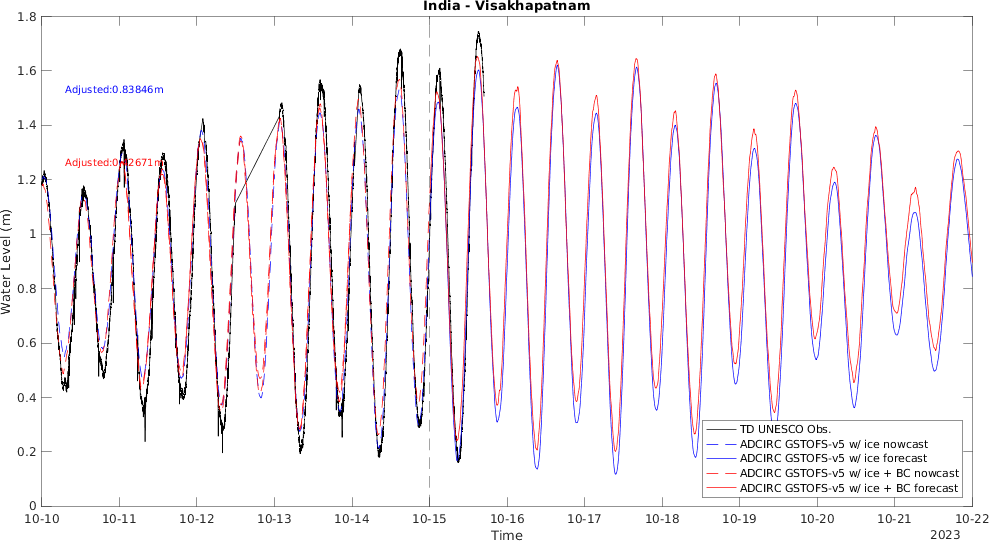 India - Visakhapatnam
Water Level (m)
1.8
1.6
1.4
1.2
1
0.8
0.6
0.4
0.2
0
Adjusted:0.83846m
TD UNESCO Obs.
ADCIRC GSTOFS-v5 w/ ice nowcast
ADCIRC GSTOFS-v5 w/ ice forecast
ADCIRC GSTOFS-v5 w/ ice + BC nowcast
ADCIRC GSTOFS-v5 w/ ice + BC forecast
10-10 10-11 10-12 10-13 10-14 10-15 10-16 10-17 10-18 10-19 10-20 10-21 10-22
Time
2023